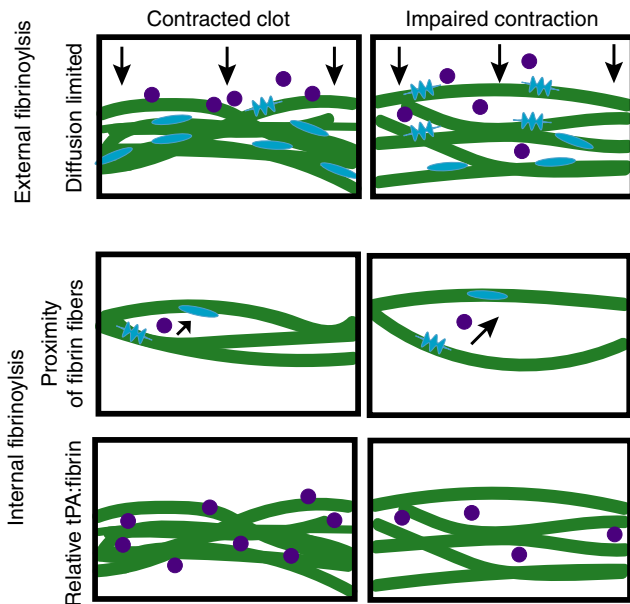 Contracted clot
Impaired contraction
External fibrinoylsis
Diffusion limited
Internal fibrinoylsis
Proximity
of fibrin fibers
Relative tPA:fibrin